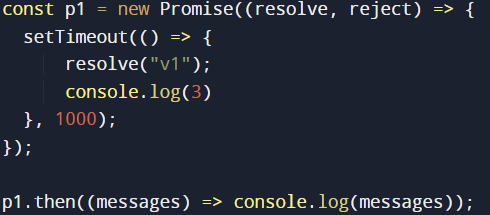 const p1 = new Promise((resolve, reject) => {
  setTimeout(() => {
    resolve("v1");
    console.log(3)
  }, 1000);
});

p1.then((messages) => console.log(messages));